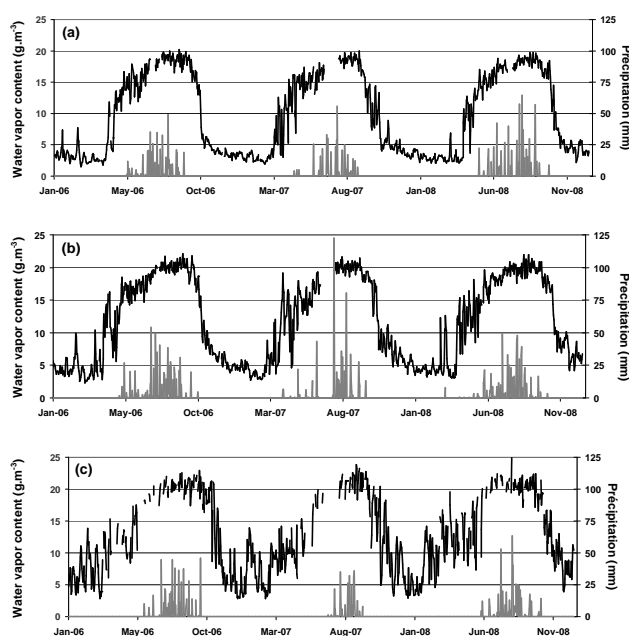 (a)
Water vapor content (g.m-3)
Precipitation (mm)
25 20 15 10 5 0
125 100 75 50 25 0
Jan-06 May-06 Oct-06 Mar-07 Aug-07 Jan-08 Jun-08 Nov-08
(b)
Water vapor content (g.m-3)
Precipitation (mm)
25 20 15 10 5 0
125 100 75 50 25 0
Jan-06 May-06 Oct-06 Mar-07 Aug-07 Jan-08 Jun-08 Nov-08
(c)
Water vapor content (g.m-3)
Précipitation (mm)
25 20 15 10 5 0
125 100 75 50 25 0
Jan-06 May-06 Oct-06 Mar-07 Aug-07 Jan-08 Jun-08 Nov-08